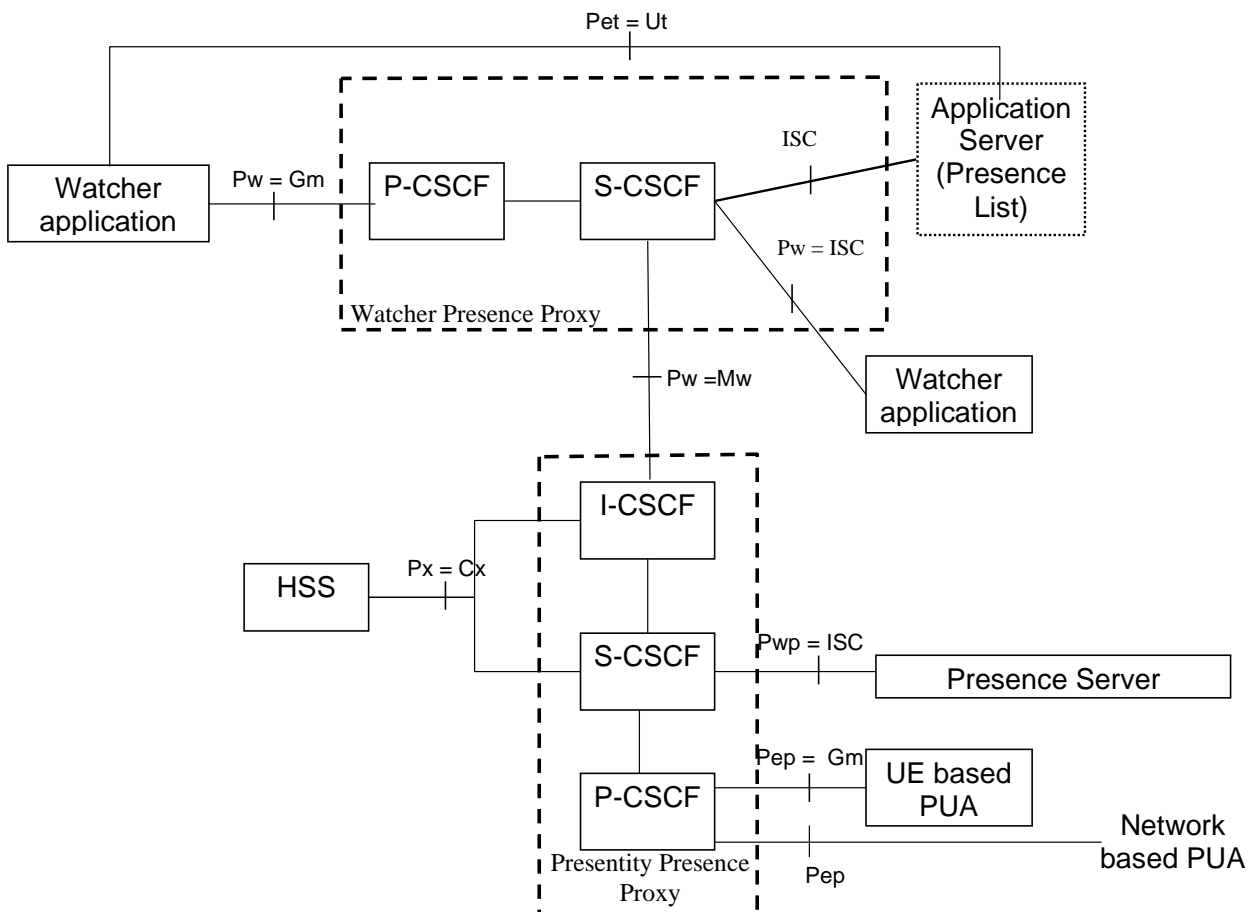 Pet = Ut
Application
Server
(Presence
List)
ISC
Watcher
application
Pw = Gm
P-CSCF
S-CSCF
Pw = ISC
Watcher Presence Proxy
Pw =Mw
Watcher
application
I-CSCF
HSS
Px = Cx
S-CSCF
Pwp = ISC
Presence Server
Pep =  Gm
UE based
PUA
P-CSCF
Network
based PUA
Pep
Presentity Presence
Proxy